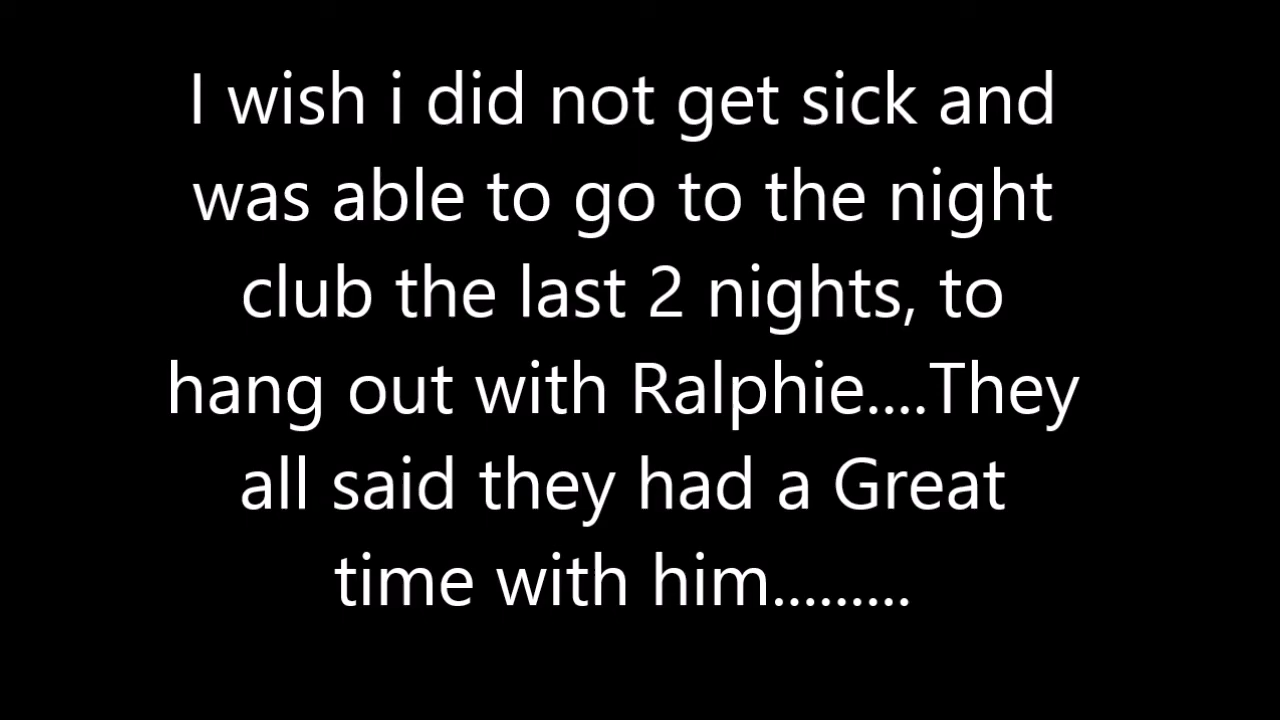 I wish i did not get sick and
was able to go to the night
club the last 2 nights, to
hang out with Ralphie....They
all said they had a Great
time with him.........